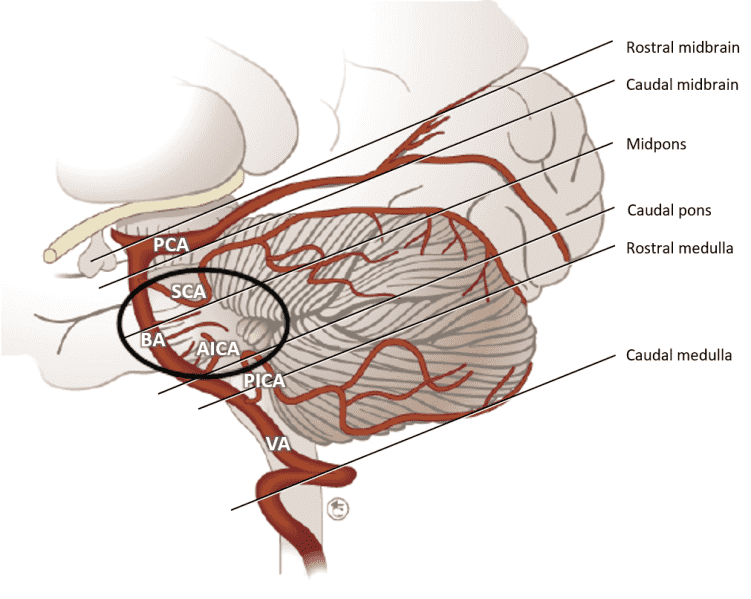 Rostral midbrain
Caudal midbrain
Midpons
Caudal pons
Rostral medulla
Caudal medulla
PCA
SCA
BA
AICA
PICA
VA